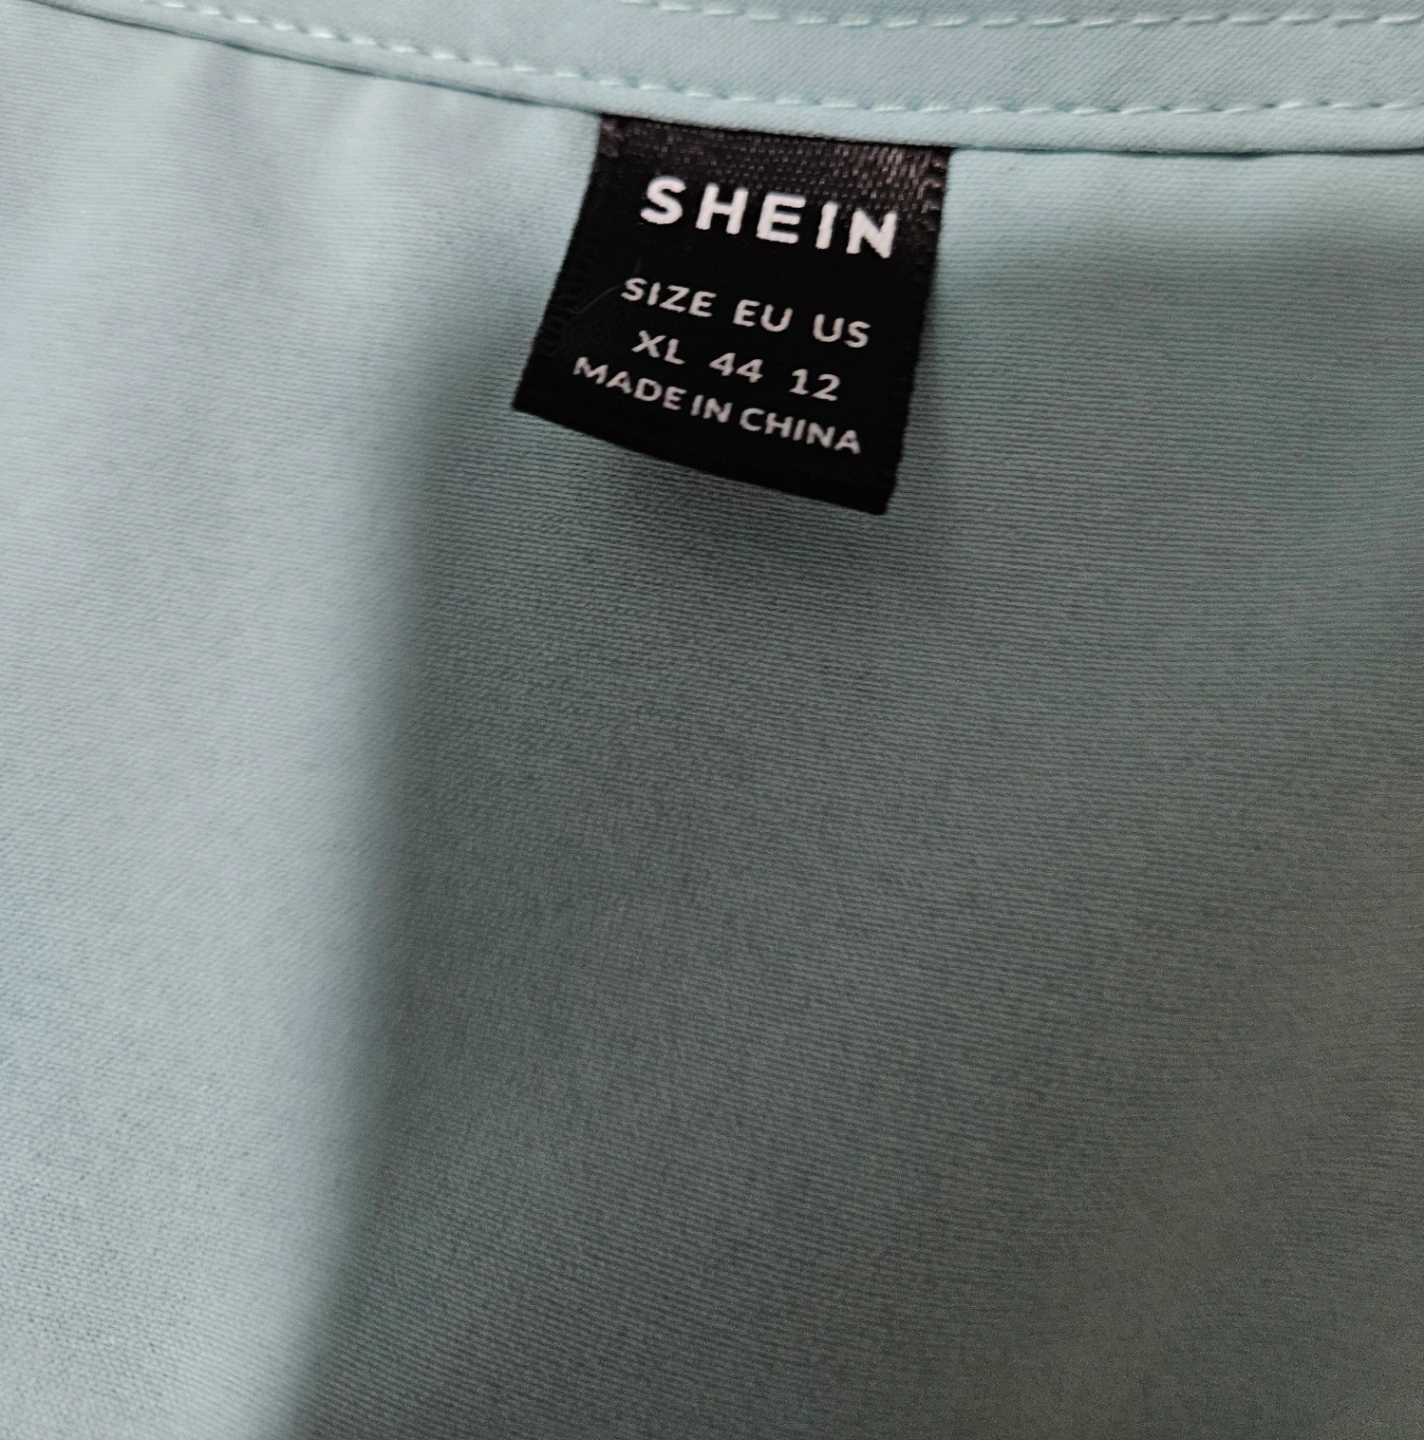 SHEIN
SIZE EU US
XL 44 12
MADE IN CHINA